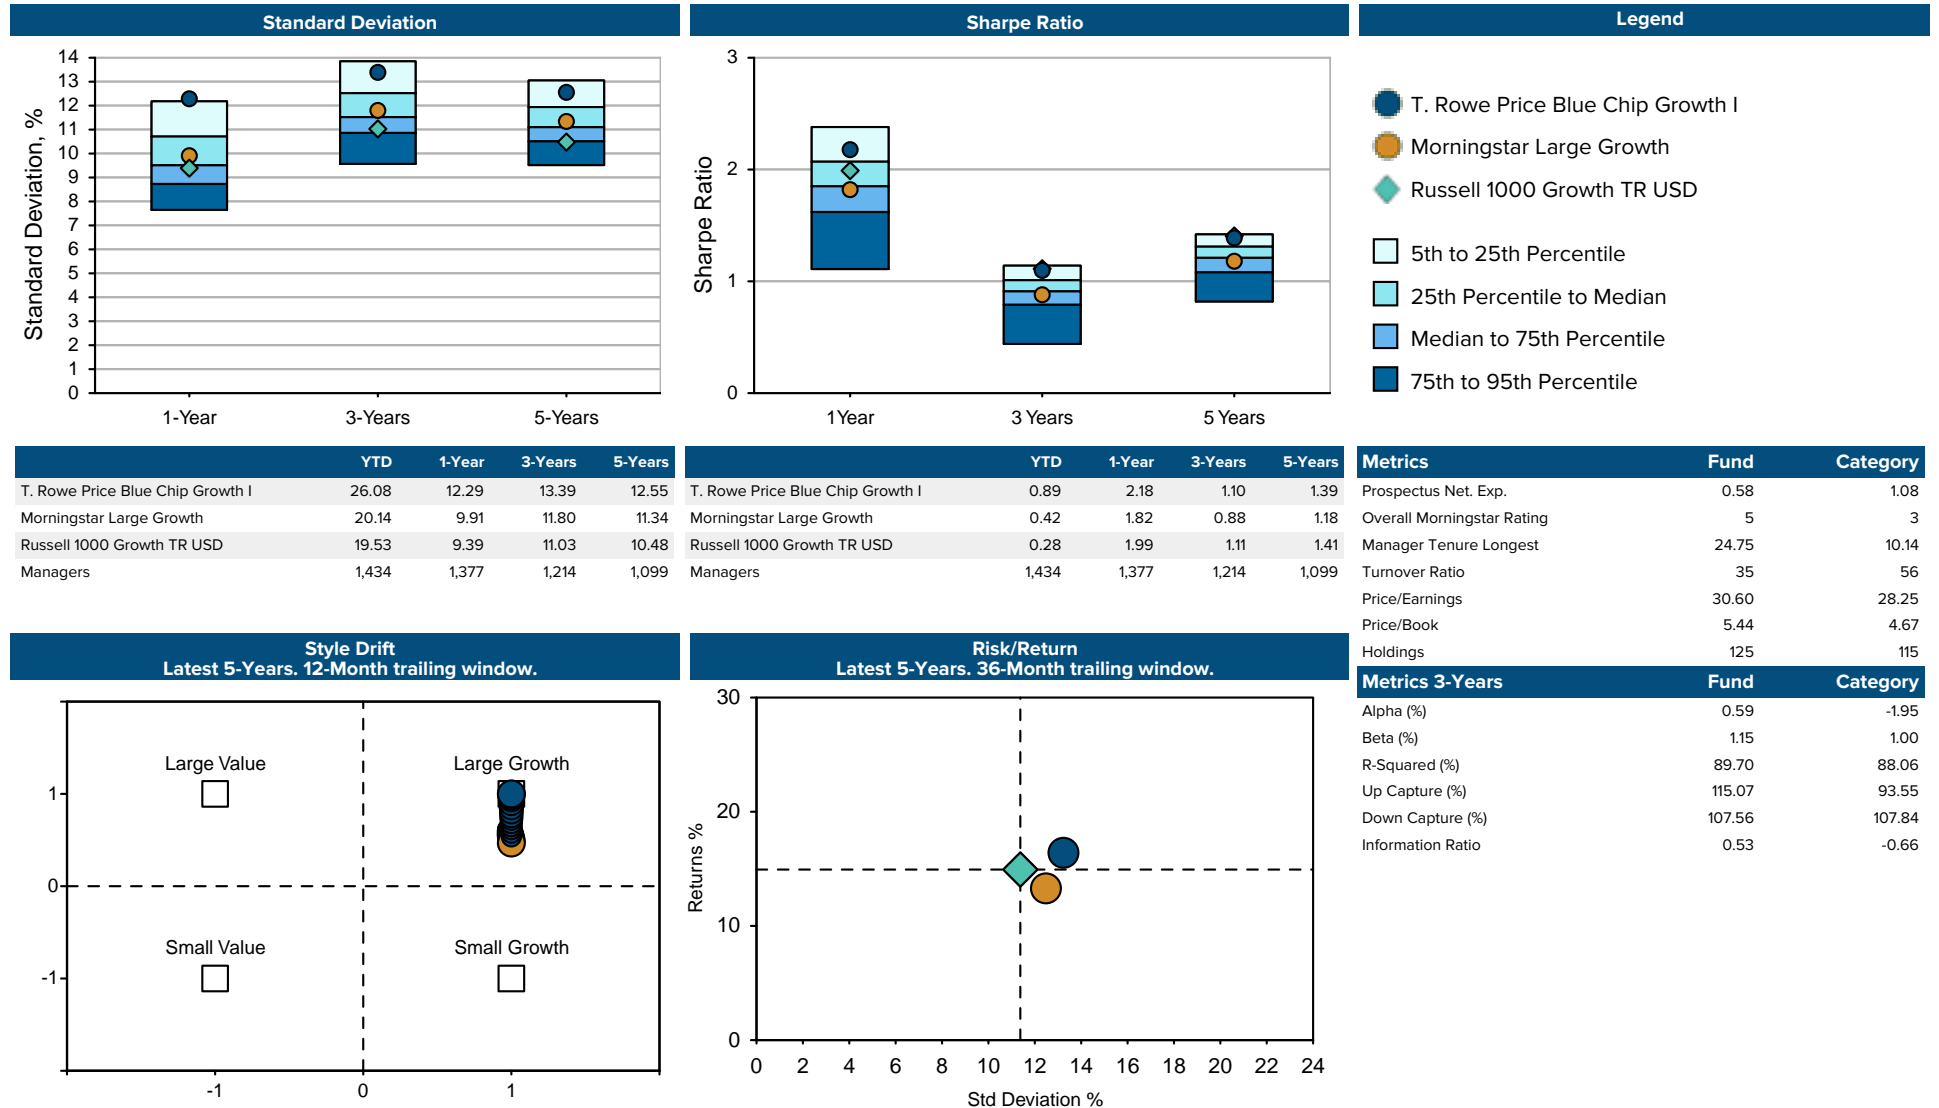 Standard Deviation
14
13
12
11
10
9
8
7
6
5
4
3
2
1
0
Standard Deviation, %
1-Year 3-Years 5-Years
Sharpe Ratio
3
2
1
0
Sharpe Ratio
1 Year 3 Years 5 Years
Legend
T. Rowe Price Blue Chip Growth I
Morningstar Large Growth
Russell 1000 Growth TR USD
5th to 25th Percentile
25th Percentile to Median
Median to 75th Percentile
75th to 95th Percentile
YTD 1-Year 3-Years 5-Years
T. Rowe Price Blue Chip Growth I 26.08 12.29 13.39 12.55
Morningstar Large Growth 20.14 9.91 11.80 11.34
Russell 1000 Growth TR USD 19.53 9.39 11.03 10.48
Managers 1,434 1,377 1,214 1,099
YTD 1-Year 3-Years 5-Years
T. Rowe Price Blue Chip Growth I 0.89 2.18 1.10 1.39
Morningstar Large Growth 0.42 1.82 0.88 1.18
Russell 1000 Growth TR USD 0.28 1.99 1.11 1.41
Managers 1,434 1,377 1,214 1,099
Metrics Fund Category
Prospectus Net. Exp. 0.58 1.08
Overall Morningstar Rating 5 3
Manager Tenure Longest 24.75 10.14
Turnover Ratio 35 56
Price/Earnings 30.60 28.25
Price/Book 5.44 4.67
Holdings 125 115
Metrics 3-Years Fund Category
Alpha (%) 0.59 -1.95
Beta (%) 1.15 1.00
R-Squared (%) 89.70 88.06
Up Capture (%) 115.07 93.55
Down Capture (%) 107.56 107.84
Information Ratio 0.53 -0.66
Style Drift
Latest 5-Years. 12-Month trailing window.
Large Value Large Growth
1
0
Small Value Small Growth
-1
-1 0 1
Risk/Return
Latest 5-Years. 36-Month trailing window.
30
20
10
0
Returns %
0 2 4 6 8 10 12 14 16 18 20 22 24
Std Deviation %